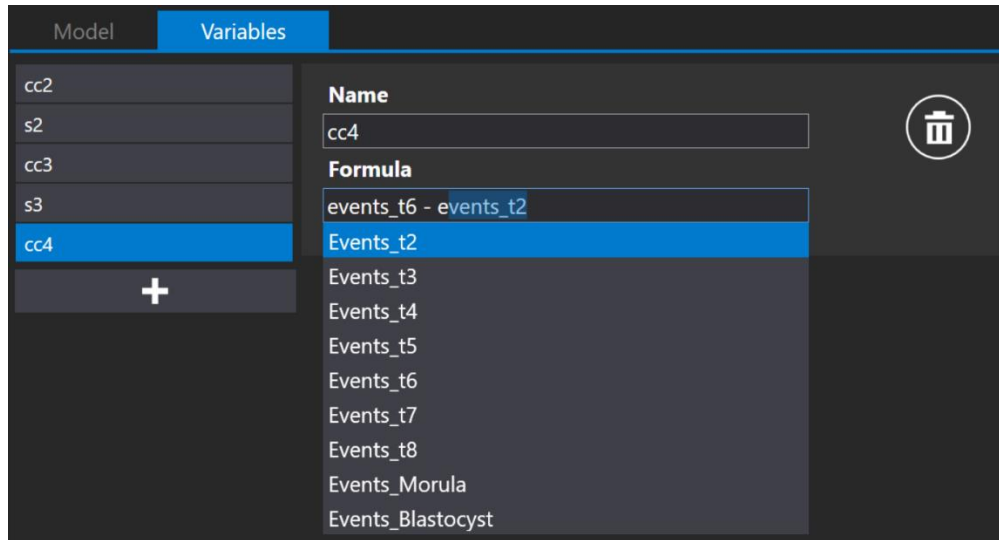 Model Variables
cc2
s2
cc3
s3
cc4
Name
cc4
Formula
events_t6 - events_t2
Events_t2
Events_t3
Events_t4
Events_t5
Events_t6
Events_t7
Events_t8
Events_Morula
Events_Blastocyst